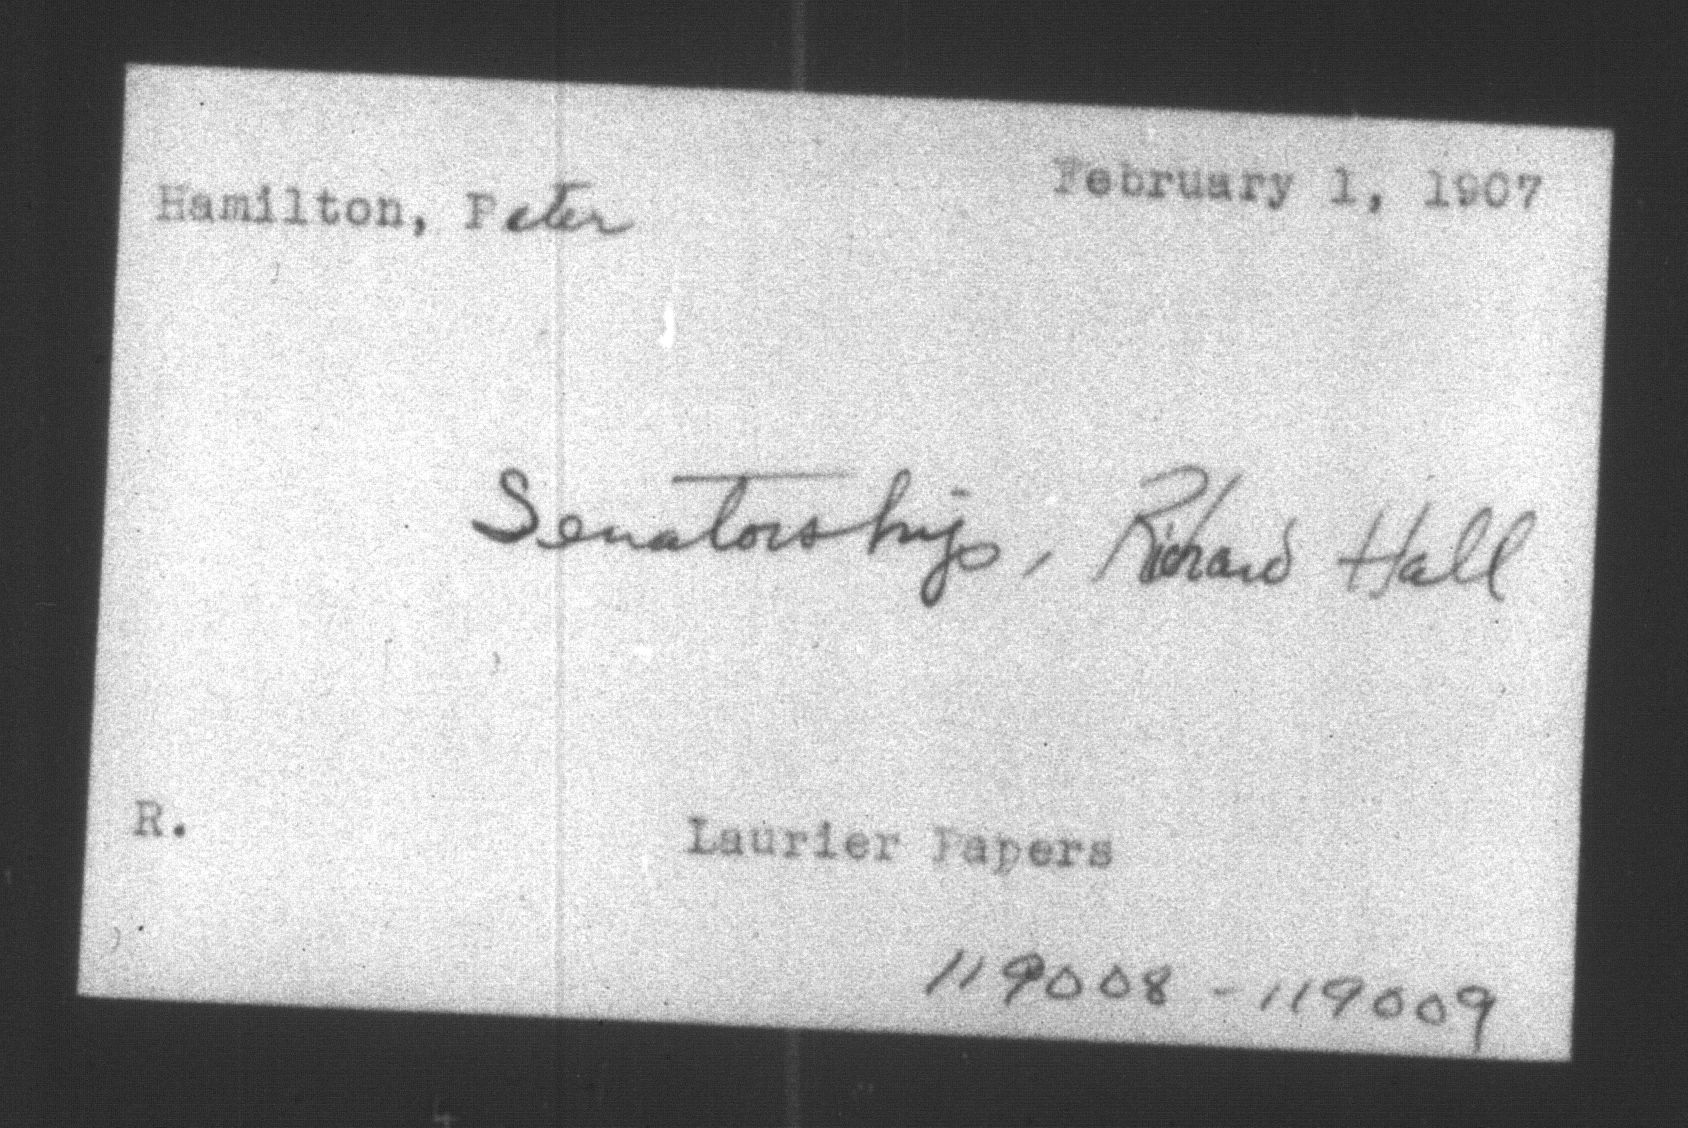 Hamilton, Peter
February 1, 1907
Senatorship, Richard Hall
R.
Laurier Papers
119008 - 119009